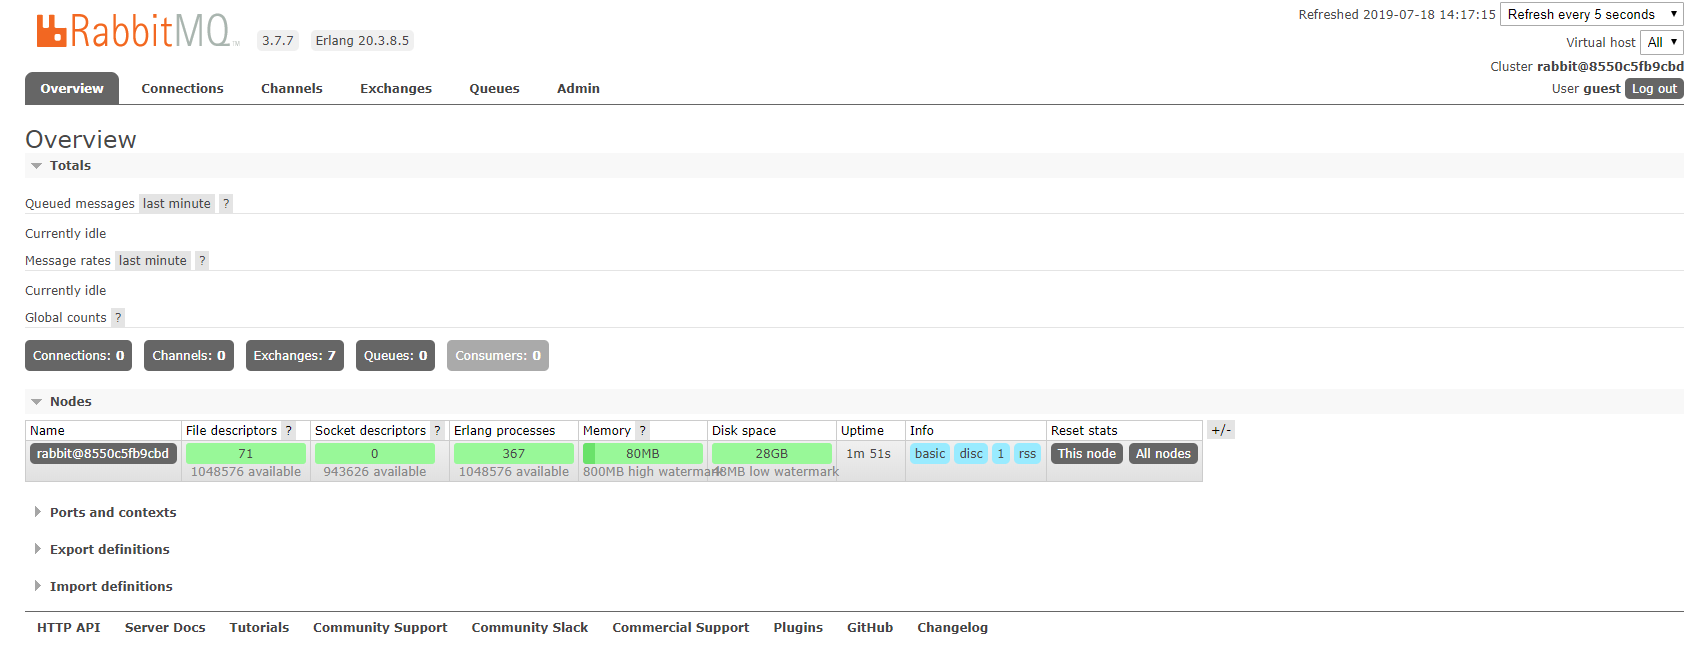 RabbitMQ™ 3.7.7 Erlang 20.3.8.5
Refreshed 2019-07-18 14:17:15 Refresh every 5 seconds
Virtual host All
Cluster rabbit@8550c5fb9cbd
User guest Log out
Overview Connections Channels Exchanges Queues Admin
Overview
Totals
Queued messages last minute ?
Currently idle
Message rates last minute ?
Currently idle
Global counts ?
Connections: 0 Channels: 0 Exchanges: 7 Queues: 0 Consumers: 0
Nodes
Name File descriptors ? Socket descriptors ? Erlang processes Memory ? Disk space Uptime Info Reset stats +/-
rabbit@8550c5fb9cbd 71 0 367 80MB 28GB 1m 51s basic disc 1 rss This node All nodes
1048576 available 943626 available 1048576 available 800MB high watermark 48MB low watermark
Ports and contexts
Export definitions
Import definitions
HTTP API Server Docs Tutorials Community Support Community Slack Commercial Support Plugins GitHub Changelog